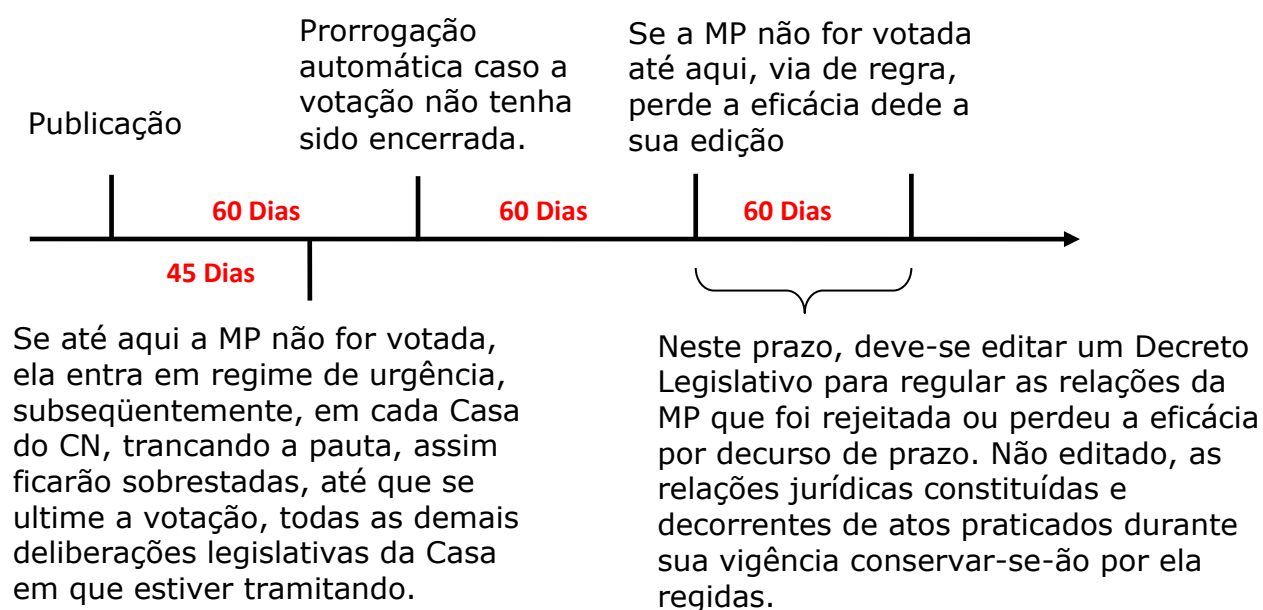 Publicação
Prorrogação
automática caso a
votação não tenha
sido encerrada.
Se a MP não for votada
até aqui, via de regra,
perde a eficácia dede a
sua edição
60 Dias
60 Dias
60 Dias
45 Dias
Se até aqui a MP não for votada,
ela entra em regime de urgência,
subseqüentemente, em cada Casa
do CN, trancando a pauta, assim
ficarão sobrestadas, até que se
ultime a votação, todas as demais
deliberações legislativas da Casa
em que estiver tramitando.
Neste prazo, deve-se editar um Decreto
Legislativo para regular as relações da
MP que foi rejeitada ou perdeu a eficácia
por decurso de prazo. Não editado, as
relações jurídicas constituídas e
decorrentes de atos praticados durante
sua vigência conservar-se-ão por ela
regidas.